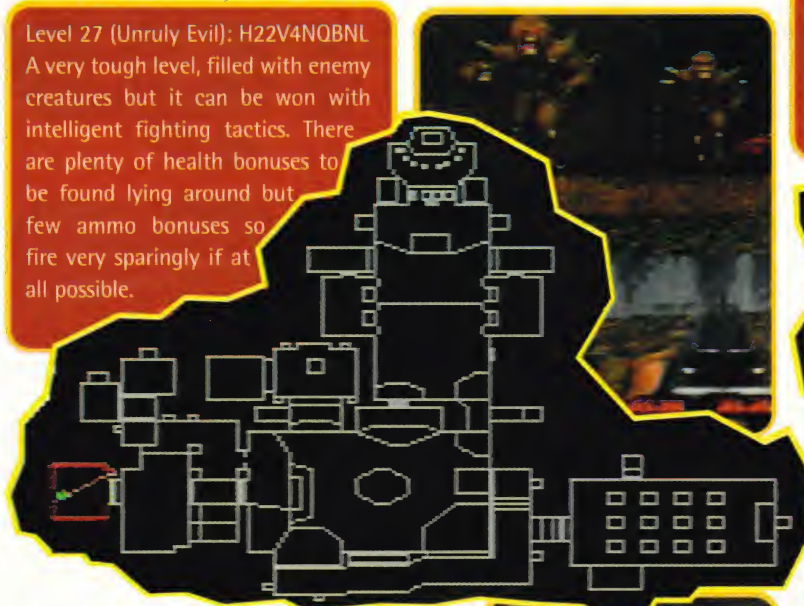 Level 27 (Unruly Evil): H22V4NQBNL
A very tough level, filled with enemy
creatures but it can be won with
intelligent fighting tactics. There
are plenty of health bonuses to
be found lying around but
few ammo bonuses so
fire very sparingly if at
all possible.